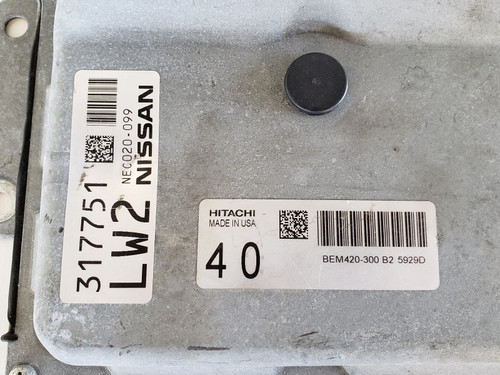 317751
LW2
NEC020-099
NISSAN
HITACHI
MADE IN USA
40
BEM420-300 B2 5929D